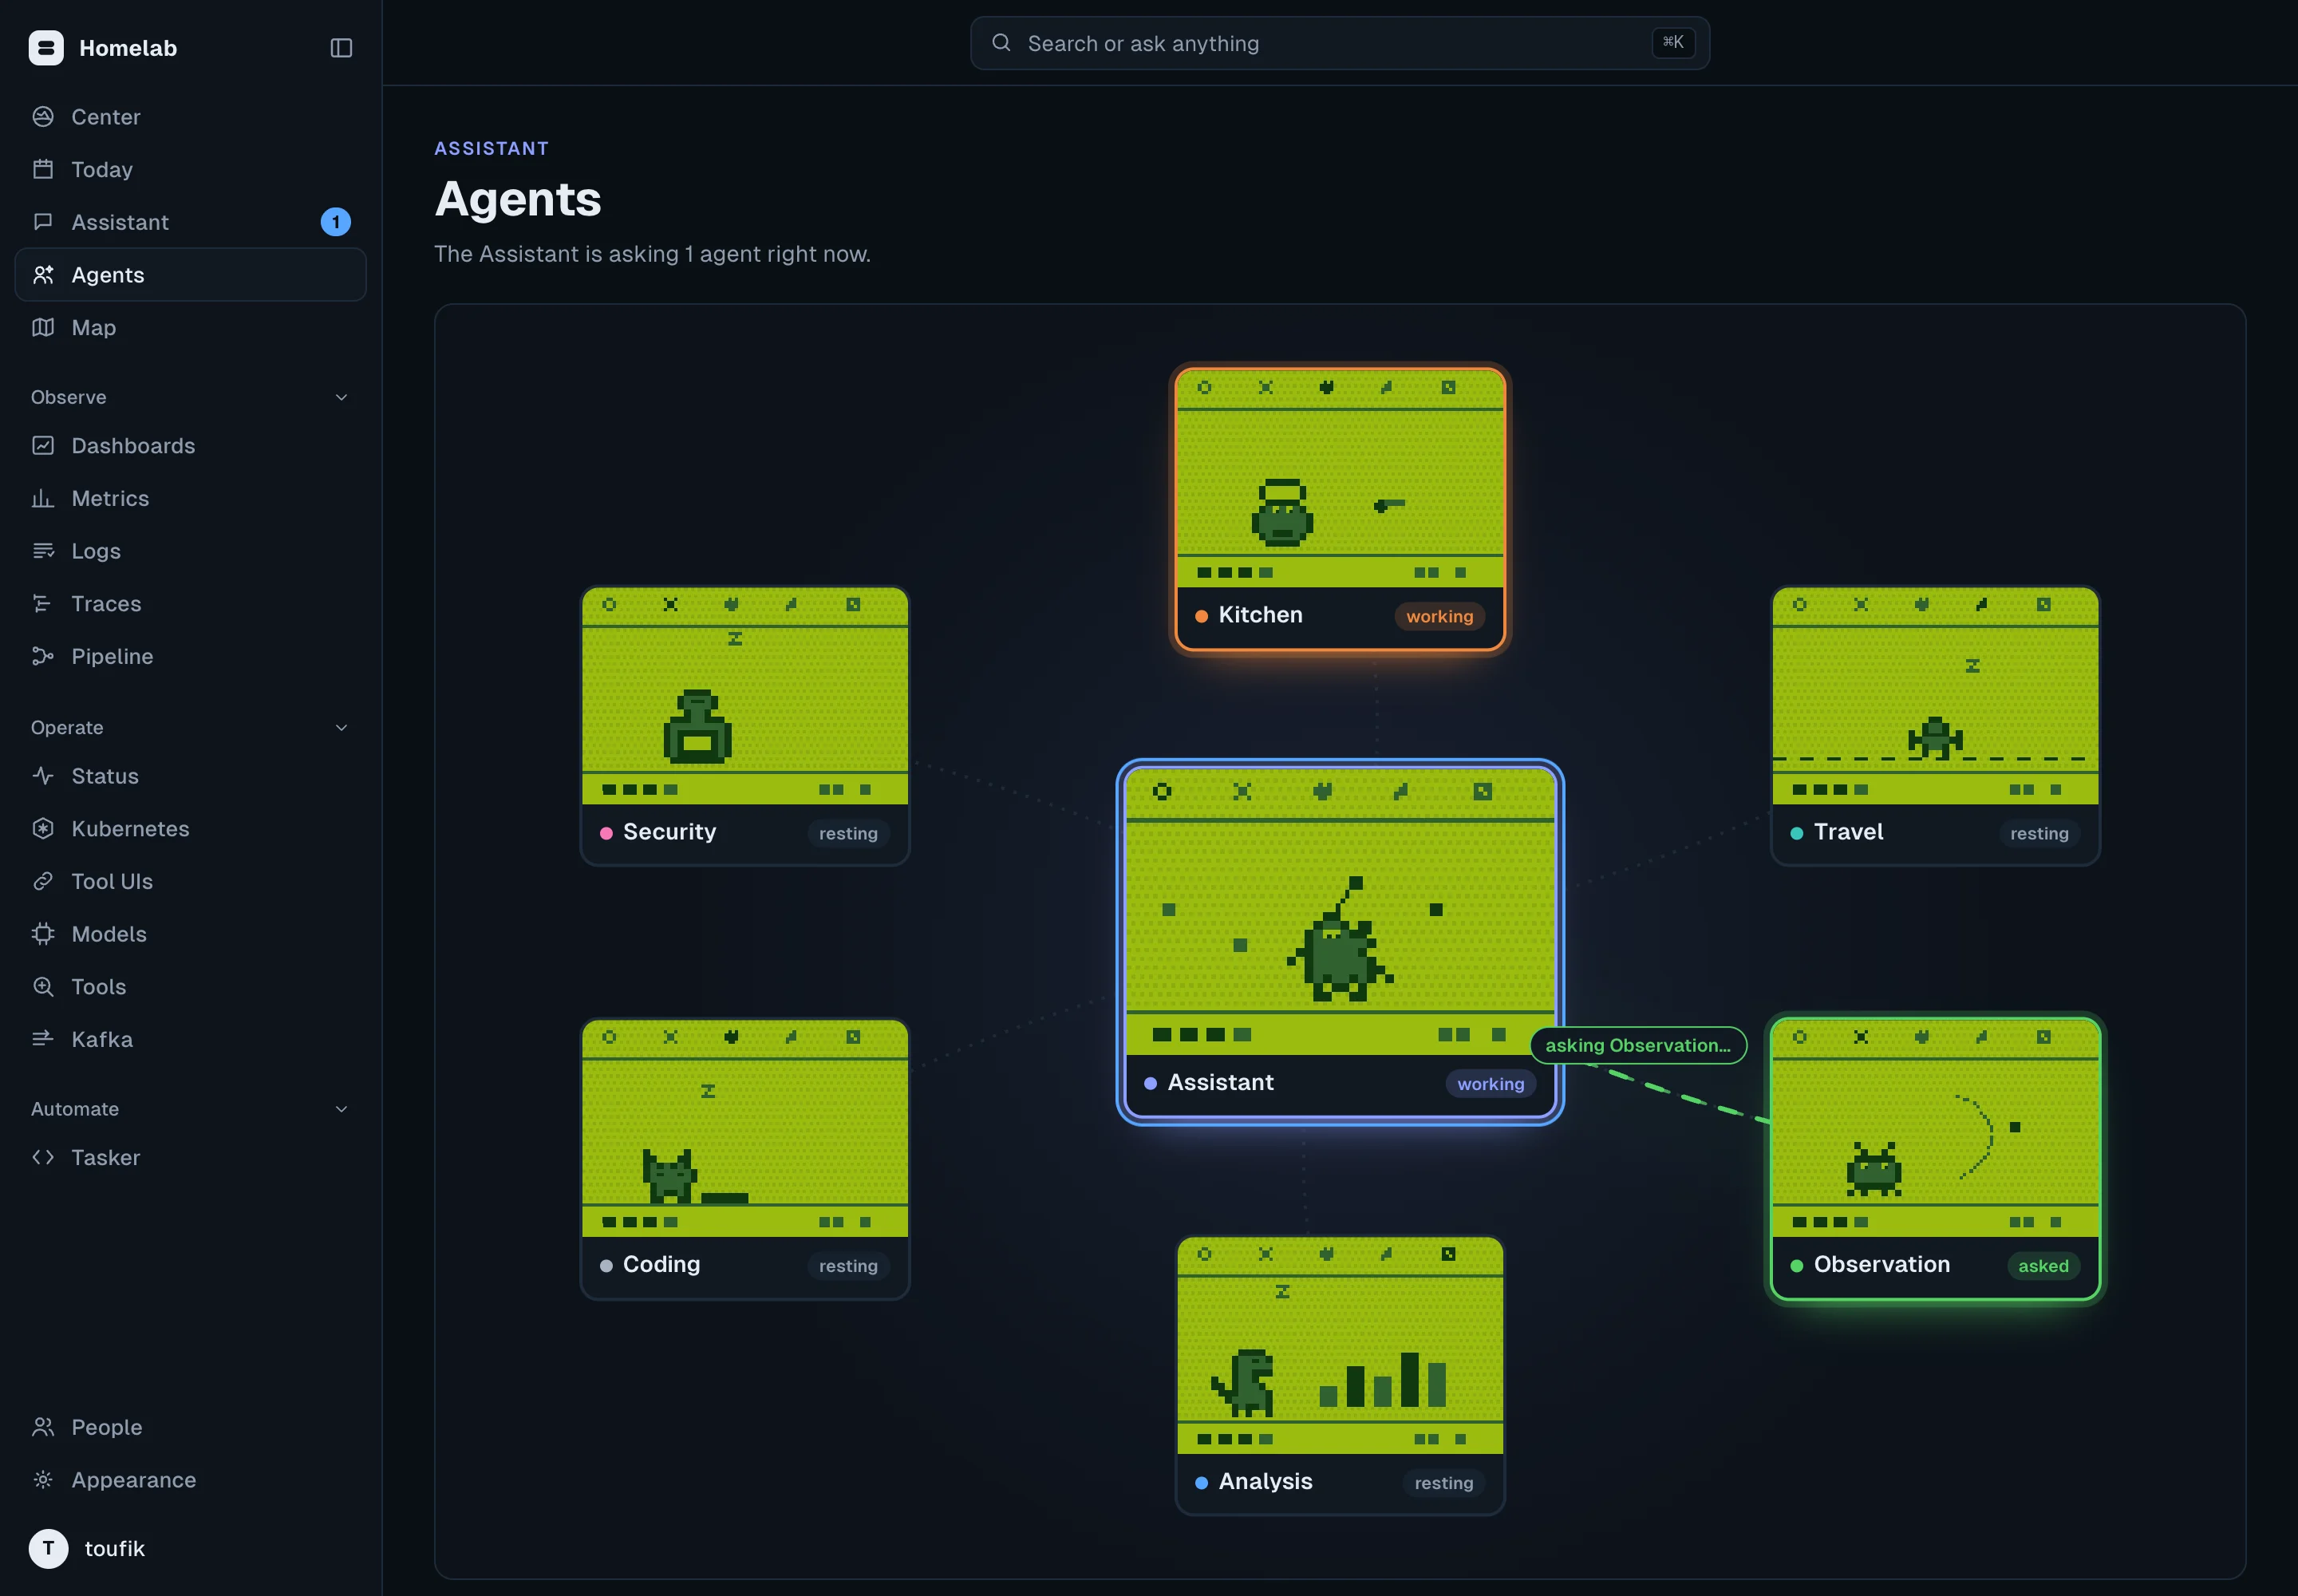 Homelab
Search or ask anything
⌘K
Center
Today
Assistant
1
Agents
Map
Observe
Dashboards
Metrics
Logs
Traces
Pipeline
Operate
Status
Kubernetes
Tool UIs
Models
Tools
Kafka
Automate
Tasker
People
Appearance
T
toufik
ASSISTANT
Agents
The Assistant is asking 1 agent right now.
Kitchen
working
Security
resting
Travel
resting
Assistant
working
asking Observation...
Coding
resting
Observation
asked
Analysis
resting